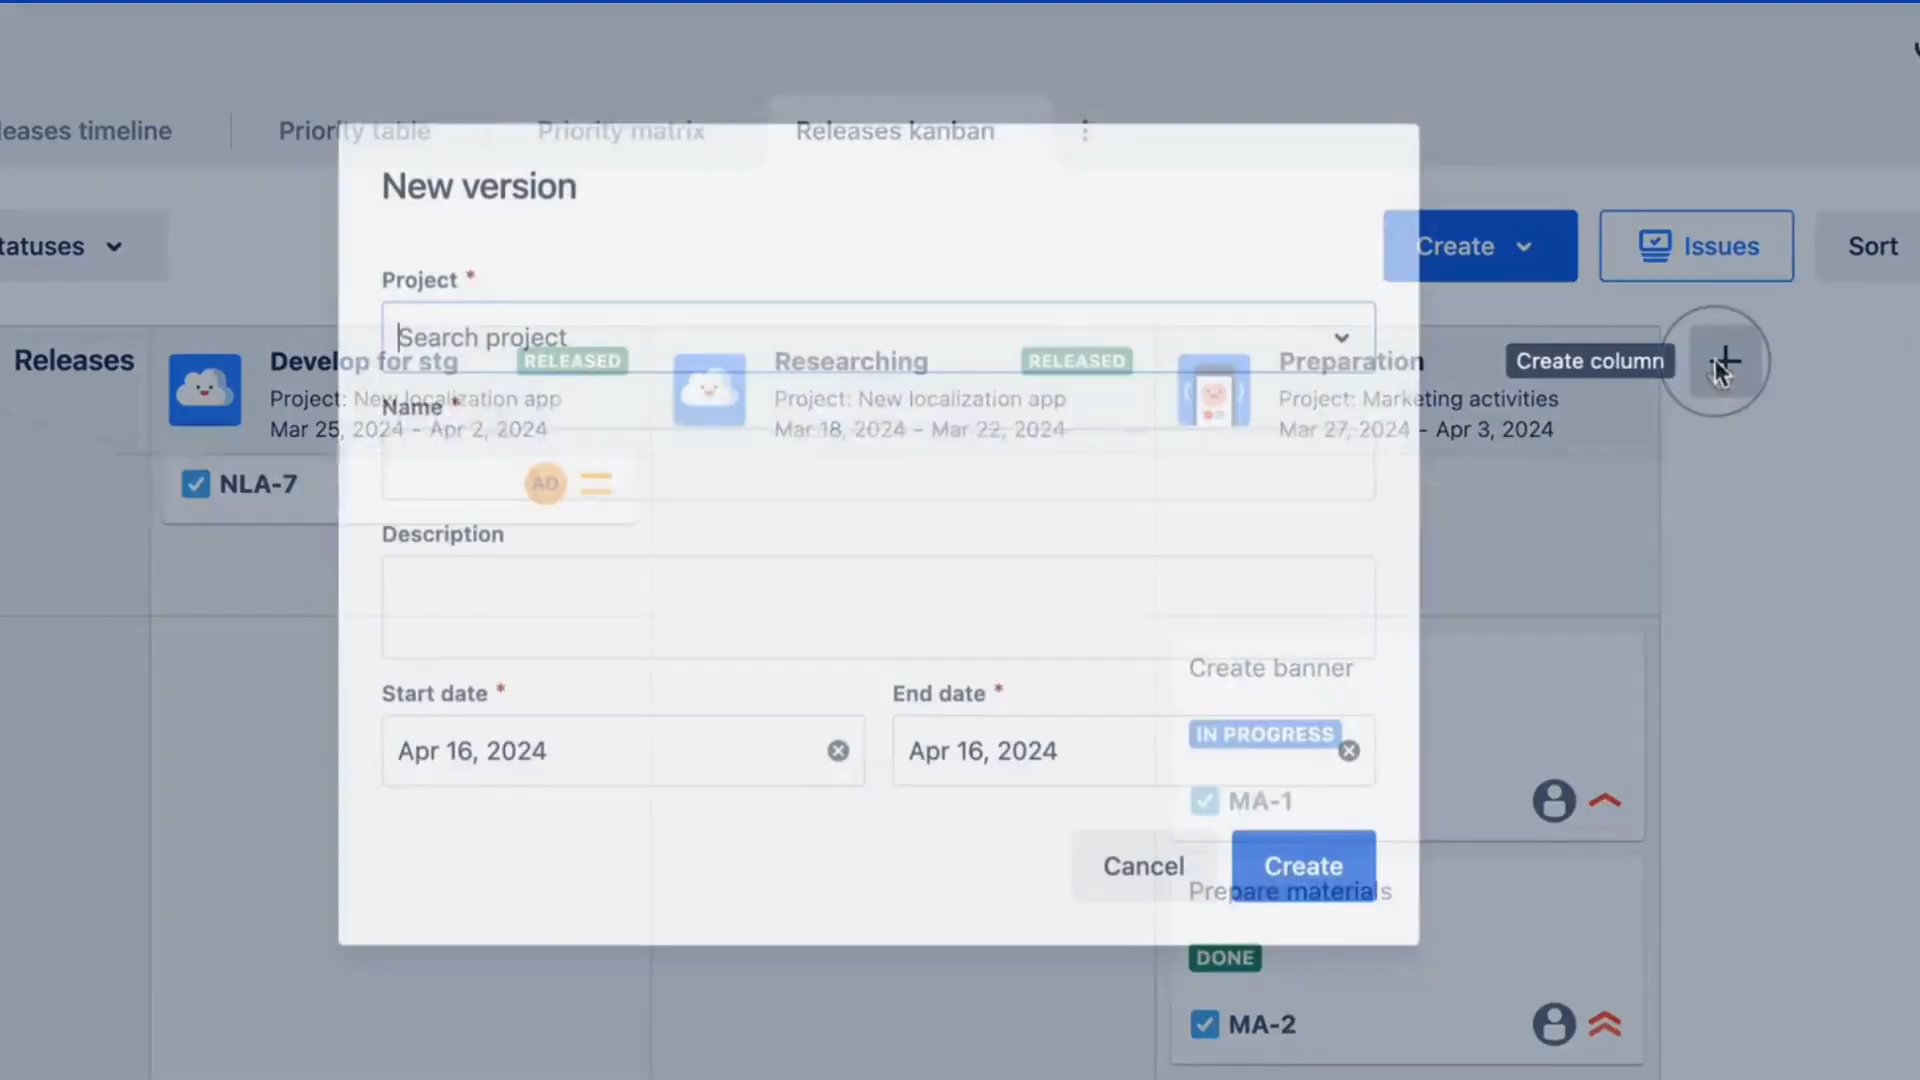 leases timeline
Priority table
Priority matrix
Releases kanban
New version
tatuses
Create
Issues
Sort
Project *
Search project
Releases
Develop for stg
RELEASED
Project: New localization app
Mar 25, 2024 - Apr 2, 2024
Researching
RELEASED
Project: New localization app
Mar 18, 2024 - Mar 22, 2024
Preparation
Project: Marketing activities
Mar 27, 2024 - Apr 3, 2024
Create column
Name *
NLA-7
AD
Description
Create banner
Start date *
End date *
Apr 16, 2024
Apr 16, 2024
IN PROGRESS
MA-1
Cancel
Create
Prepare materials
DONE
MA-2